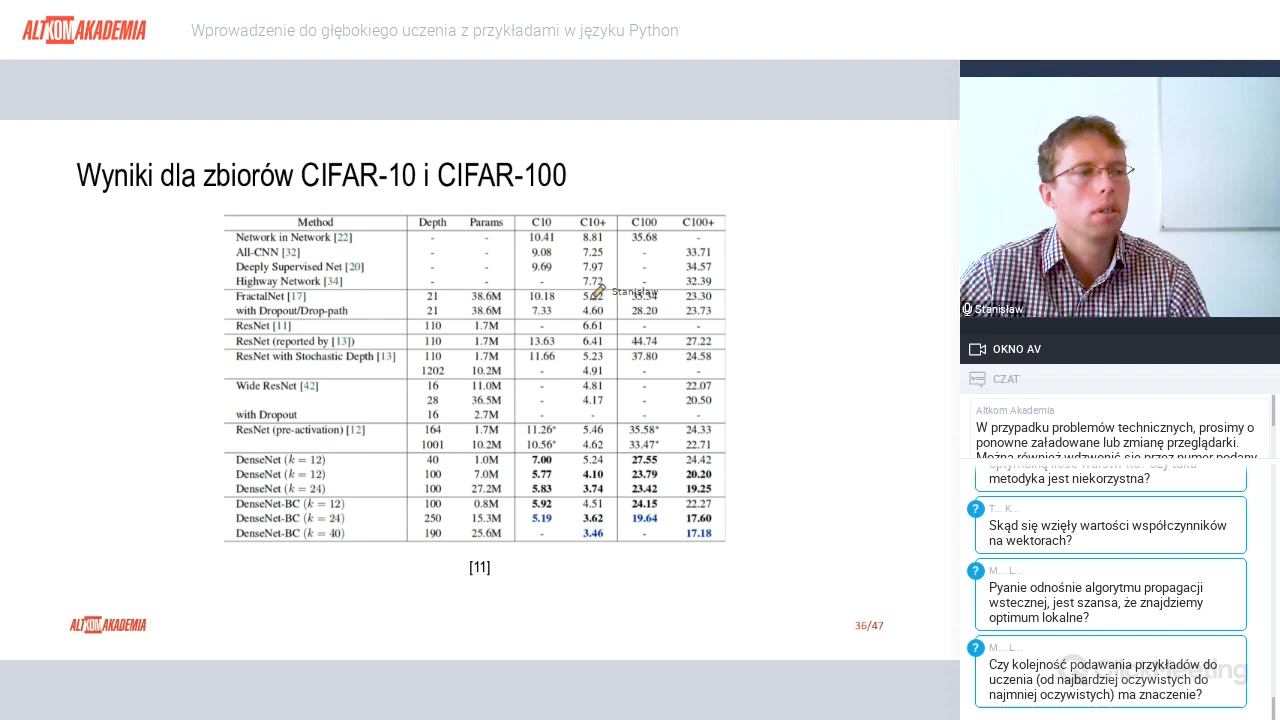 ALTKOM AKADEMIA
Wprowadzenie do głębokiego uczenia z przykładami w języku Python
Wyniki dla zbiorów CIFAR-10 i CIFAR-100
Method Depth Params C10 C10+ C100 C100+
Network in Network [22] - - 10.41 8.81 35.68 -
All-CNN [32] - - 9.08 7.25 - 33.71
Deeply Supervised Net [20] - - 9.69 7.97 - 34.57
Highway Network [34] - - - 7.72 - 32.39
FractalNet [17] 21 38.6M 10.18 35.34 23.30
with Dropout/Drop-path 21 38.6M 7.33 4.60 28.20 23.73
ResNet [11] 110 1.7M - 6.61 - -
ResNet (reported by [13]) 110 1.7M 13.63 6.41 44.74 27.22
ResNet with Stochastic Depth [13] 110 1.7M 11.66 5.23 37.80 24.58
1202 10.2M - 4.91 - -
Wide ResNet [42] 16 11.0M - 4.81 - 22.07
28 36.5M - 4.17 - 20.50
with Dropout 16 2.7M - - - -
ResNet (pre-activation) [12] 164 1.7M 11.26* 5.46 35.58* 24.33
1001 10.2M 10.56* 4.62 33.47* 22.71
DenseNet (k = 12) 40 1.0M 7.00 5.24 27.55 24.42
DenseNet (k = 12) 100 7.0M 5.77 4.10 23.79 20.20
DenseNet (k = 24) 100 27.2M 5.83 3.74 23.42 19.25
DenseNet-BC (k = 12) 100 0.8M 5.92 4.51 24.15 22.27
DenseNet-BC (k = 24) 250 15.3M 5.19 3.62 19.64 17.60
DenseNet-BC (k = 40) 190 25.6M - 3.46 - 17.18
Stanisław
[11]
ALTKOM AKADEMIA
36/47
Stanisław
OKNO AV
CZAT
Altkom Akademia
W przypadku problemów technicznych, prosimy o
ponowne załadowane lub zmianę przeglądarki.
Można również wdzwonić się przez numer podany
metodyka jest niekorzystna?
T... K...
Skąd się wzięły wartości współczynników
na wektorach?
M... L...
Pyanie odnośnie algorytmu propagacji
wstecznej, jest szansa, że znajdziemy
optimum lokalne?
M... L...
Czy kolejność podawania przykładów do
uczenia (od najbardziej oczywistych do
najmniej oczywistych) ma znaczenie?